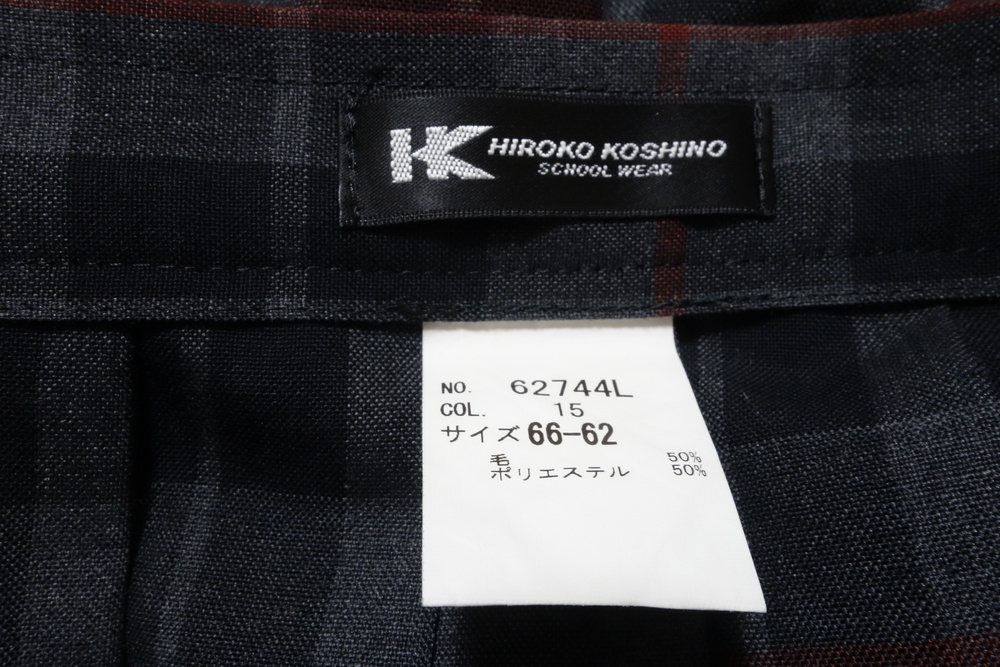 HK HIROKO KOSHINO
SCHOOL WEAR
NO. 62744L
COL. 15
サイズ 66-62
毛 50%
ポリエステル 50%